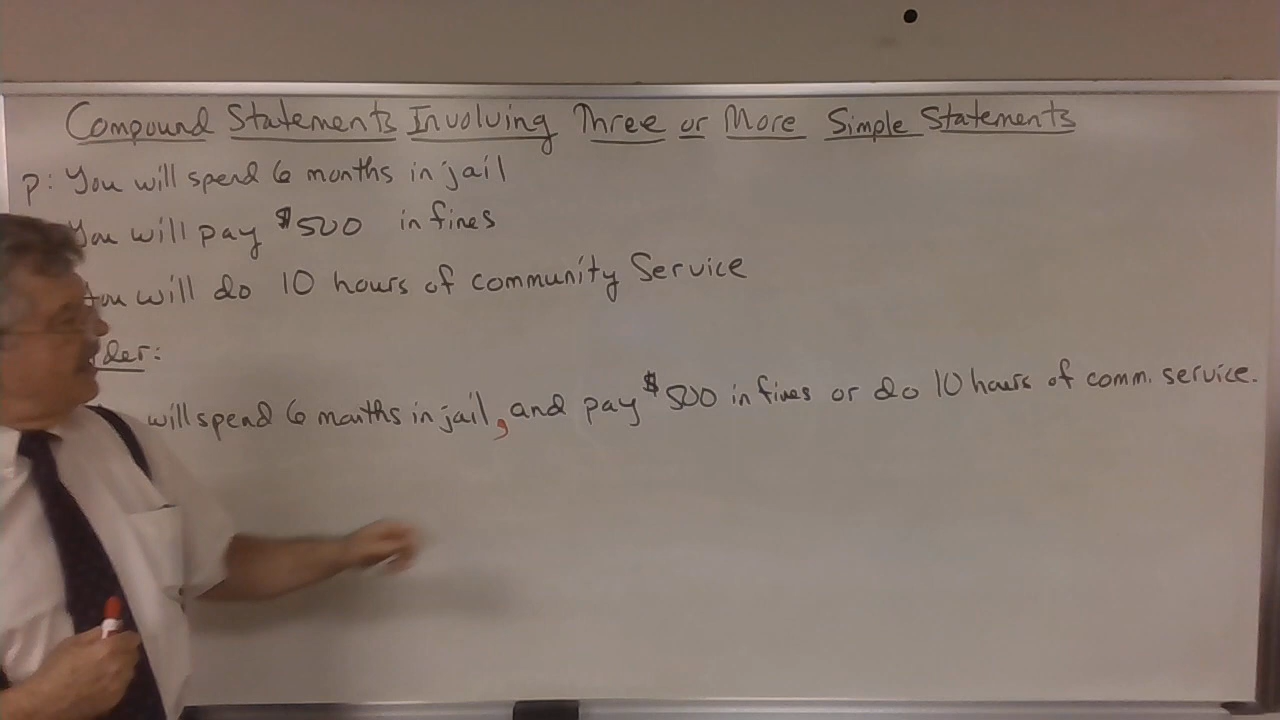 Compound Statements Involving Three or More Simple Statements
p: You will spend 6 months in jail
You will pay $500 in fines
You will do 10 hours of community Service
will spend 6 months in jail, and pay $500 in fines or do 10 hours of comm. service.